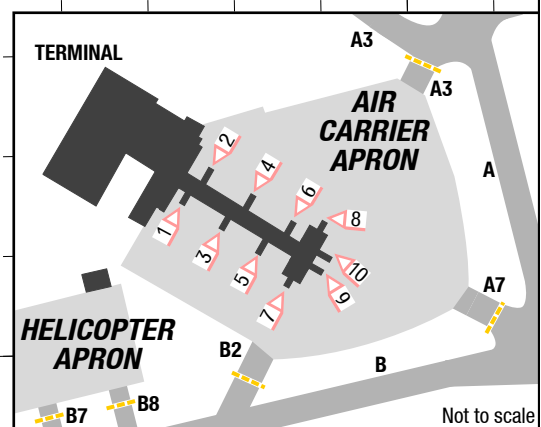 A3
TERMINAL
A3
AIR
CARRIER
APRON
2
4
A
6
8
1
3
5
10
9
7
A7
HELICOPTER
APRON
B2
B
B7
B8
Not to scale